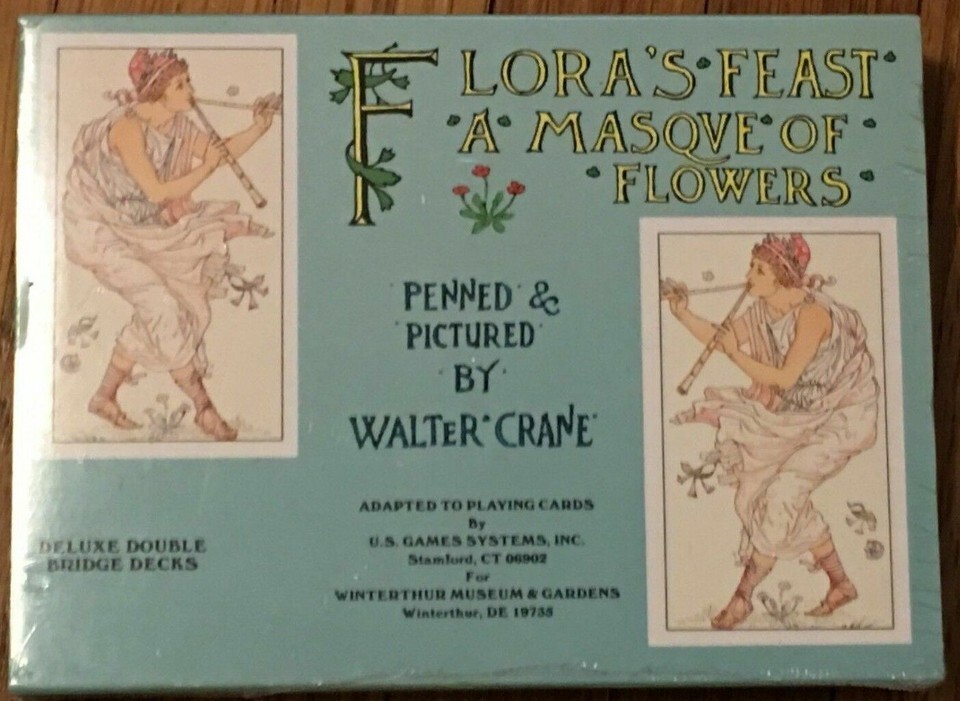 FLORA'S FEAST
A MASQVE OF
FLOWERS
PENNED &
PICTURED
BY
WALTER CRANE
ADAPTED TO PLAYING CARDS
By
U.S. GAMES SYSTEMS, INC.
Stamford, CT 06902
For
WINTERTHUR MUSEUM & GARDENS
Winterthur, DE 19735
DELUXE DOUBLE
BRIDGE DECKS